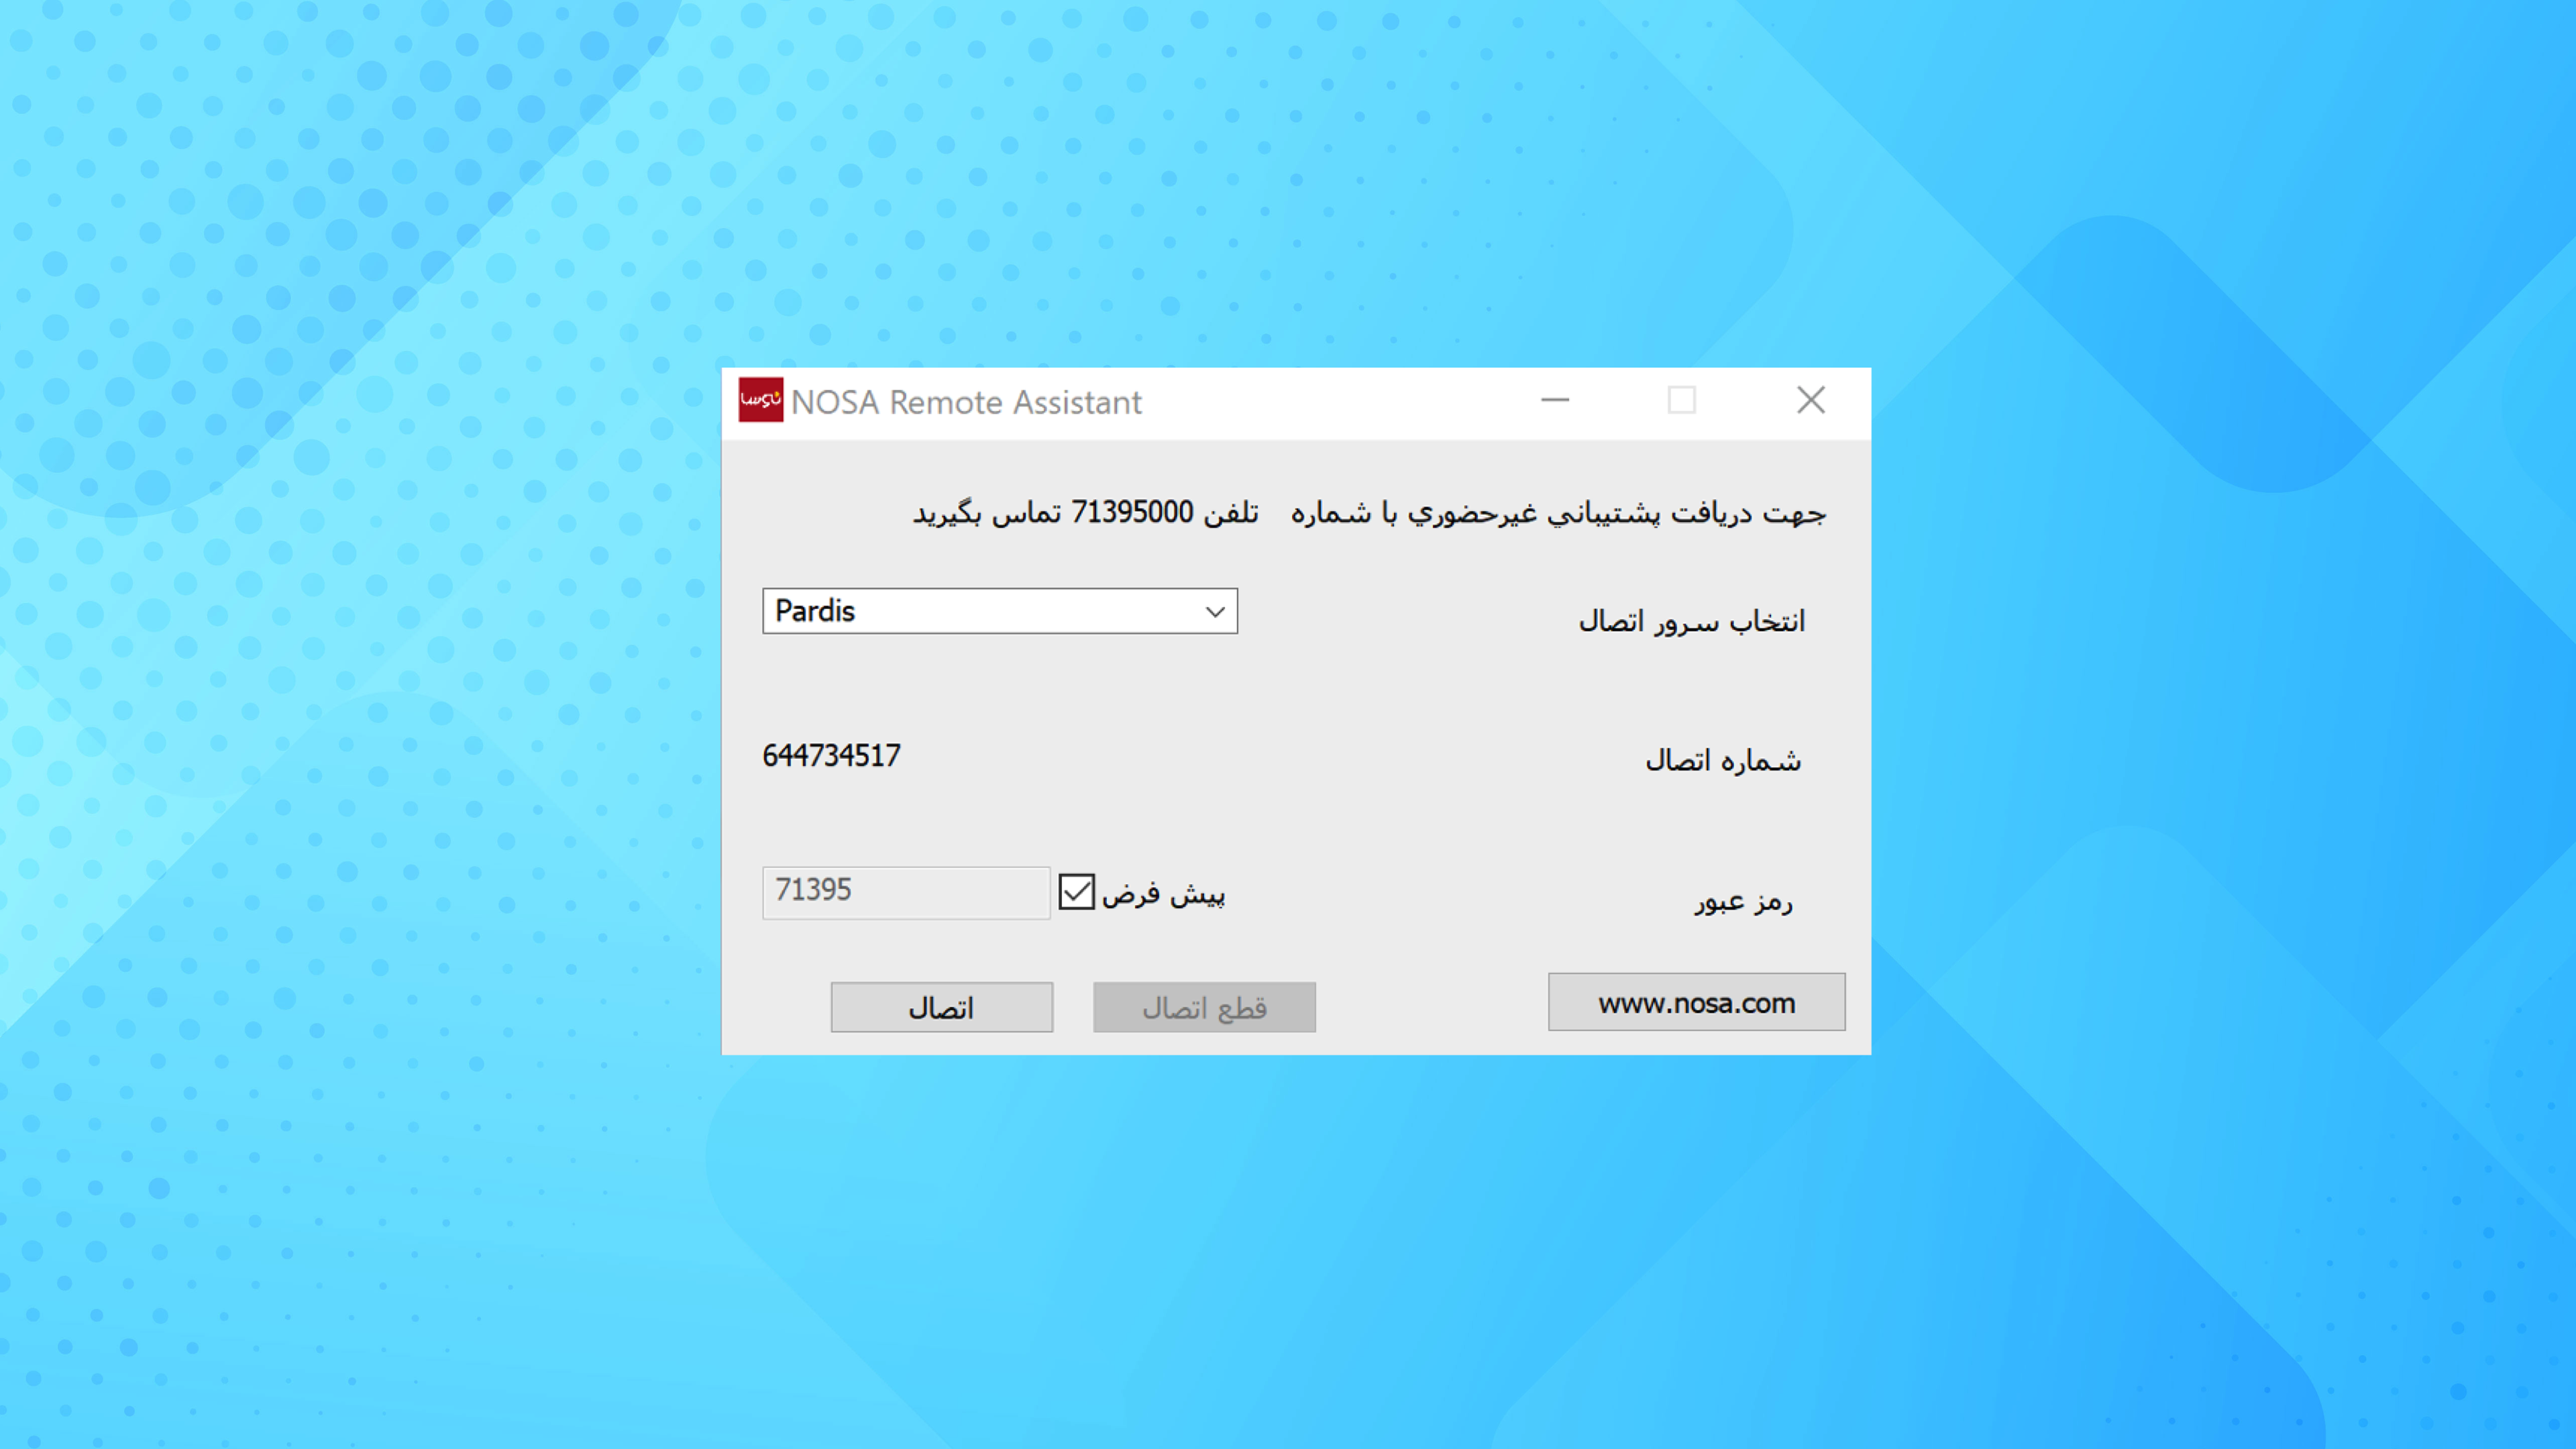 نوسا NOSA Remote Assistant
جهت دريافت پشتيباني غيرحضوري با شماره تلفن 71395000 تماس بگيريد
انتخاب سرور اتصال Pardis
شماره اتصال 644734517
رمز عبور پیش فرض 71395
www.nosa.com قطع اتصال اتصال